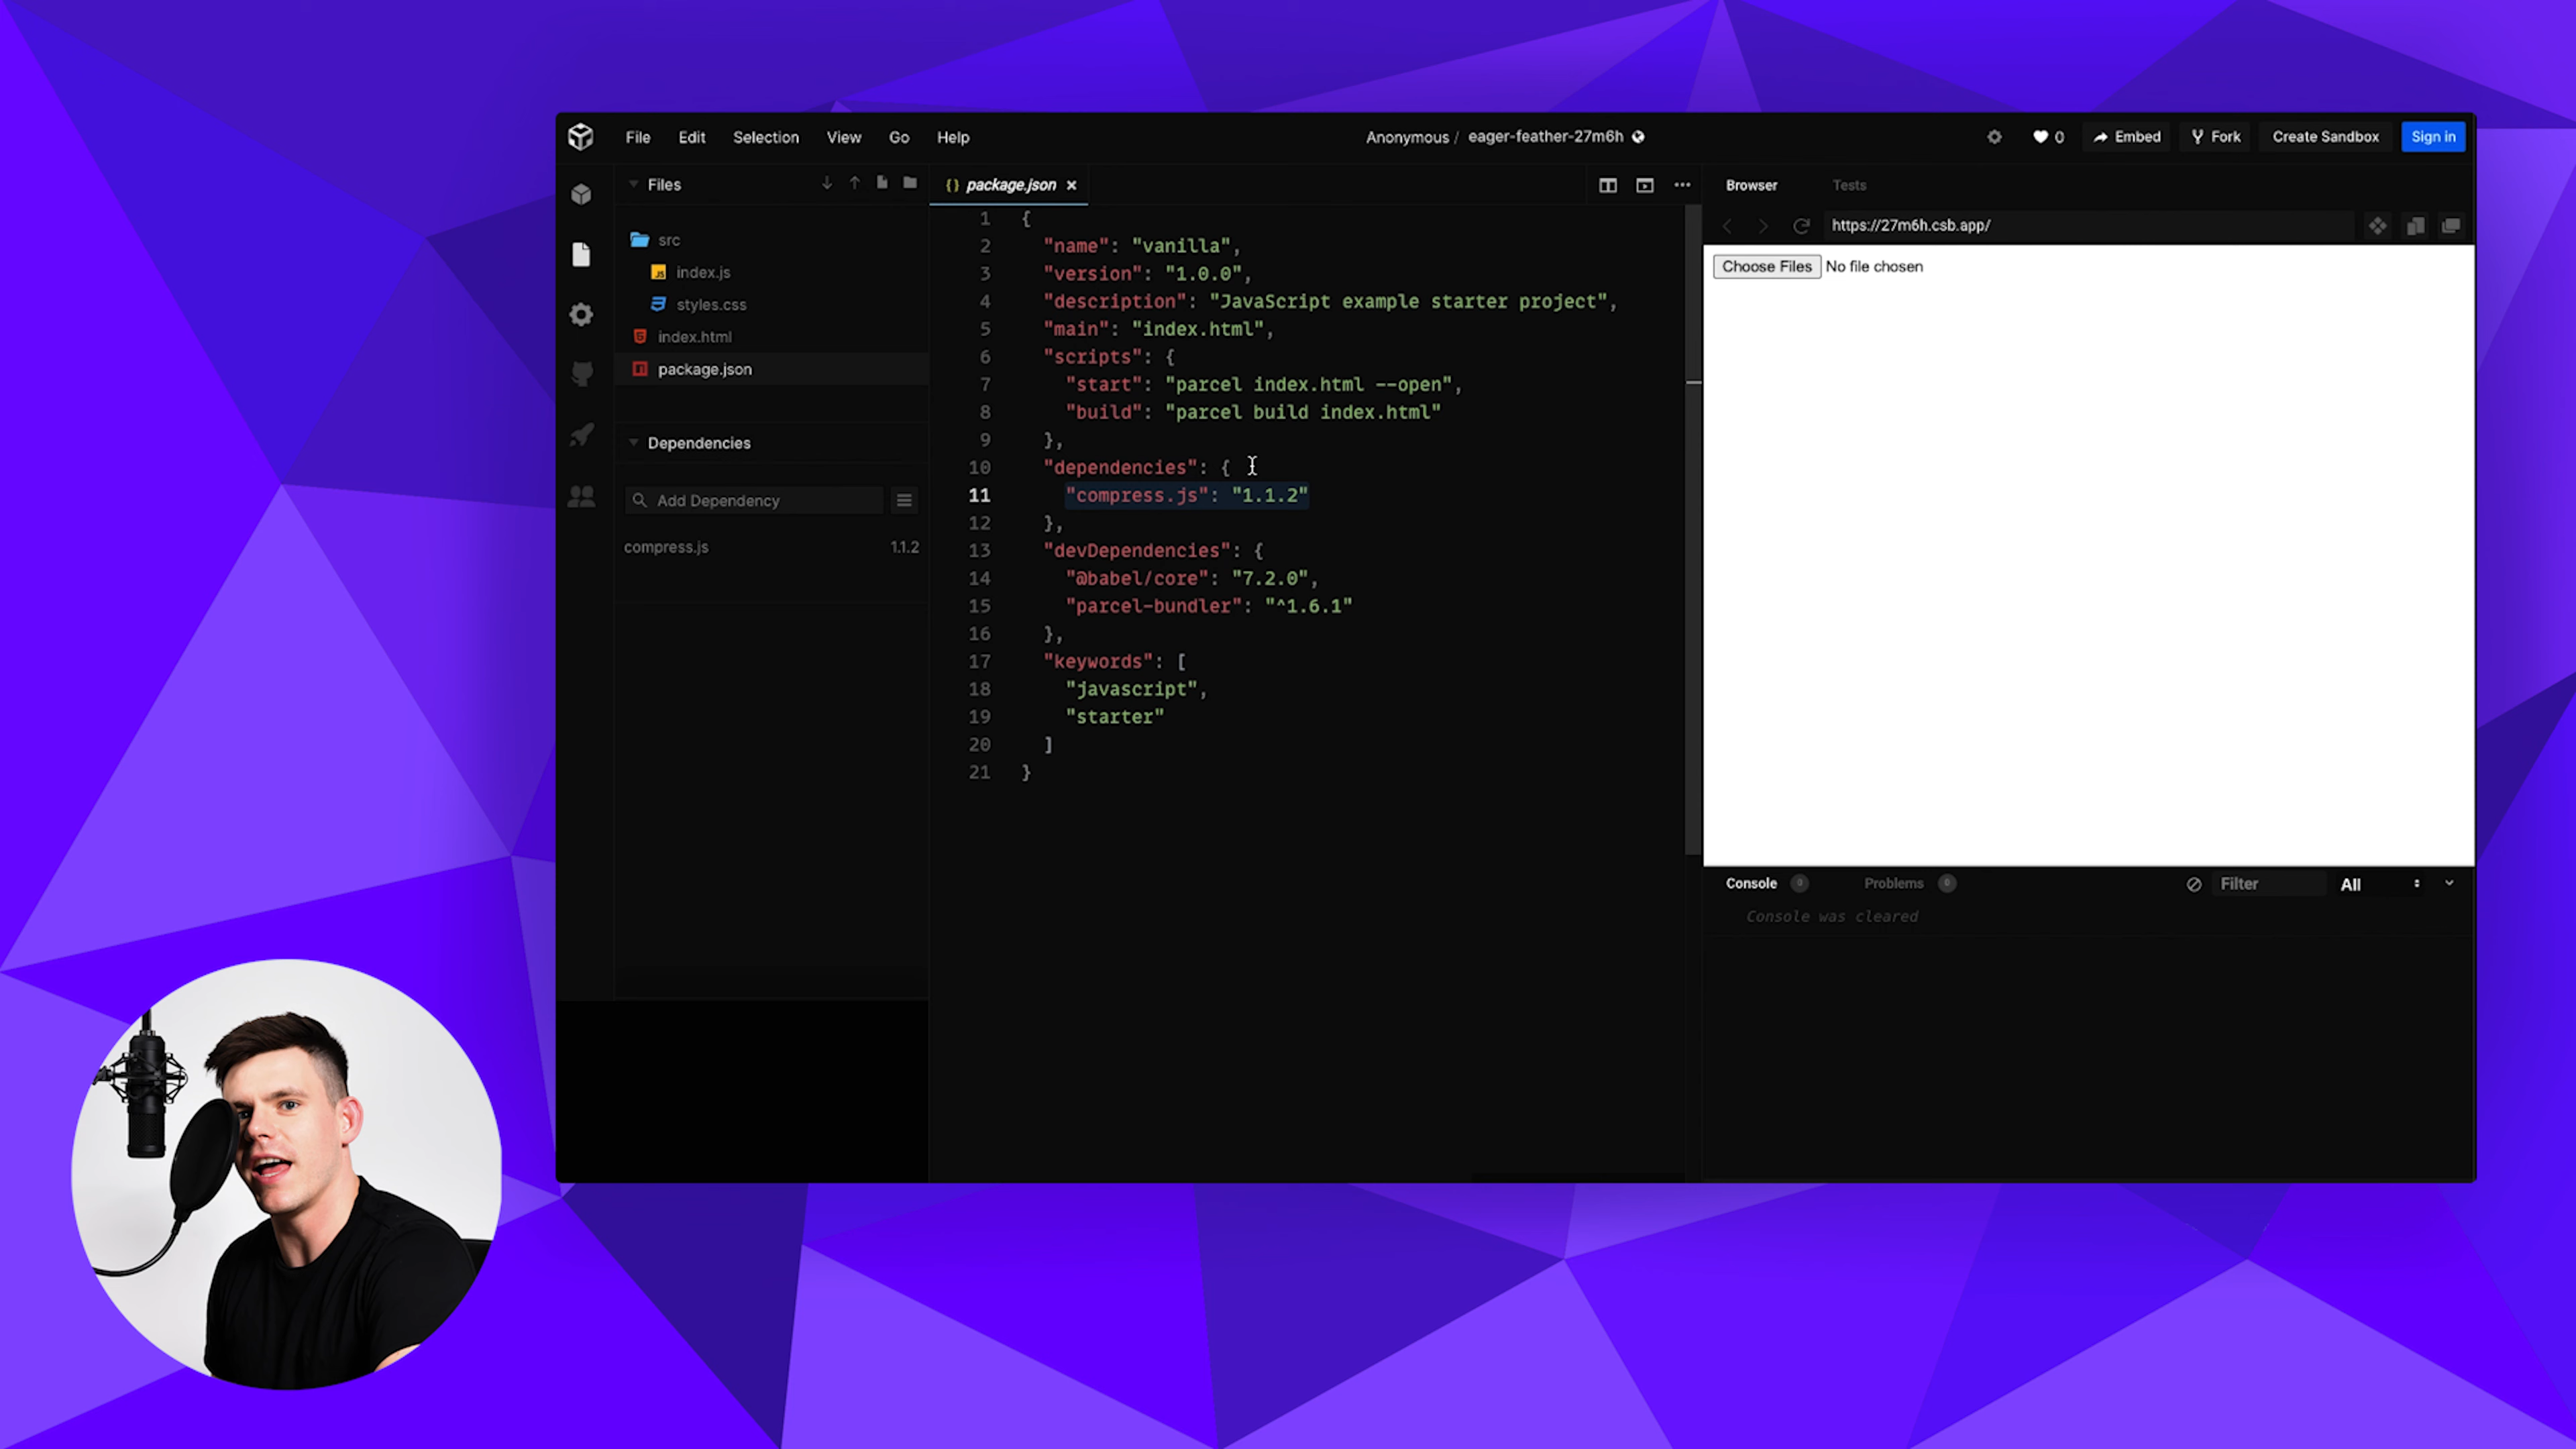 File Edit Selection View Go Help
Anonymous / eager-feather-27m6h
0 Embed Fork Create Sandbox Sign in
Files
src
index.js
styles.css
index.html
package.json
Dependencies
Add Dependency
compress.js 1.1.2
{} package.json ×
1 {
2 "name": "vanilla",
3 "version": "1.0.0",
4 "description": "JavaScript example starter project",
5 "main": "index.html",
6 "scripts": {
7 "start": "parcel index.html --open",
8 "build": "parcel build index.html"
9 },
10 "dependencies": {
11 "compress.js": "1.1.2"
12 },
13 "devDependencies": {
14 "@babel/core": "7.2.0",
15 "parcel-bundler": "^1.6.1"
16 },
17 "keywords": [
18 "javascript",
19 "starter"
20 ]
21 }
Browser Tests
https://27m6h.csb.app/
Choose Files No file chosen
Console 0 Problems 0 Filter All
Console was cleared